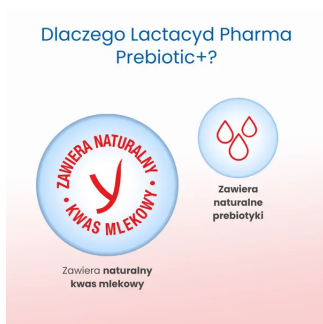 Dlaczego Lactacyd Pharma
Prebiotic+?
ZAWIERA NATURALNY
• KWAS MLEKOWY •
Zawiera
naturalne
prebiotyki
Zawiera naturalny
kwas mlekowy